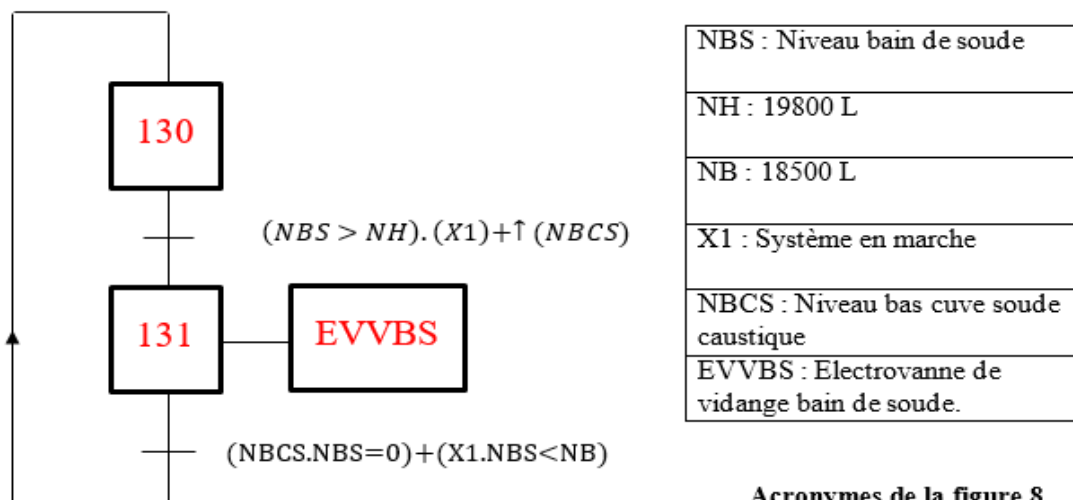 130
(NBS > NH).(X1)+↑(NBCS)
131
EVVBS
(NBCS.NBS=0)+(X1.NBS<NB)
NBS : Niveau bain de soude
NH : 19800 L
NB : 18500 L
X1 : Système en marche
NBCS : Niveau bas cuve soude
caustique
EVVBS : Electrovanne de
vidange bain de soude.
Acronymes de la figure 8